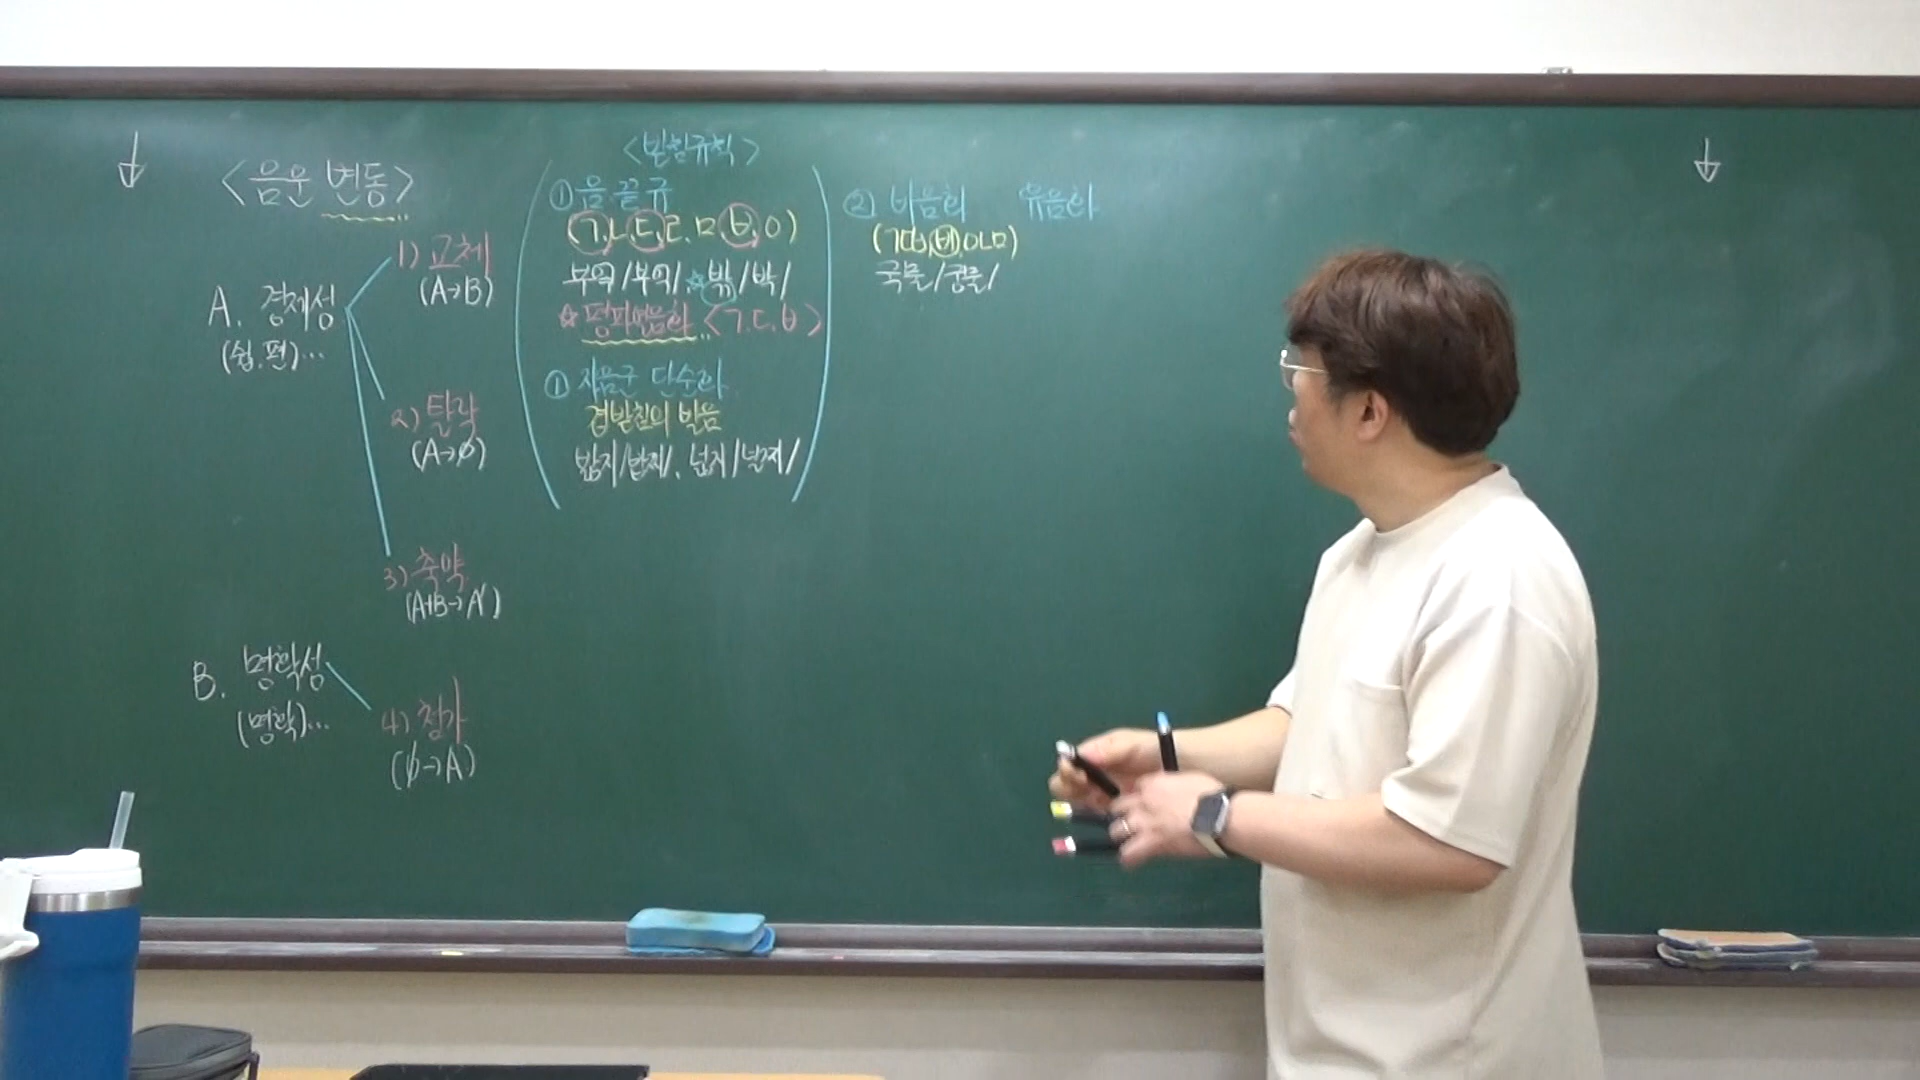 <음운 변동>
A. 경제성
(쉽.편)...
1) 교체
(A→B)
2) 탈락
(A→∅)
3) 축약
(A+B→A')
B. 명확성
(명확)...
4) 첨가
(∅→A)
<받침규칙>
① 음.끝.규
(ㄱ,ㄴ,ㄷ,ㄹ,ㅁ,ㅂ,ㅇ)
부엌/부억/, ☆밖/박/
☆ 평파열음화 <ㄱ.ㄷ.ㅂ>
① 자음군 단순화
겹받침의 발음
밟지/밥찌/, 넓지/널찌/
② 비음화 유음화
(ㄱㄷㅂ,ㅇㄴㅁ)
국물/궁물/